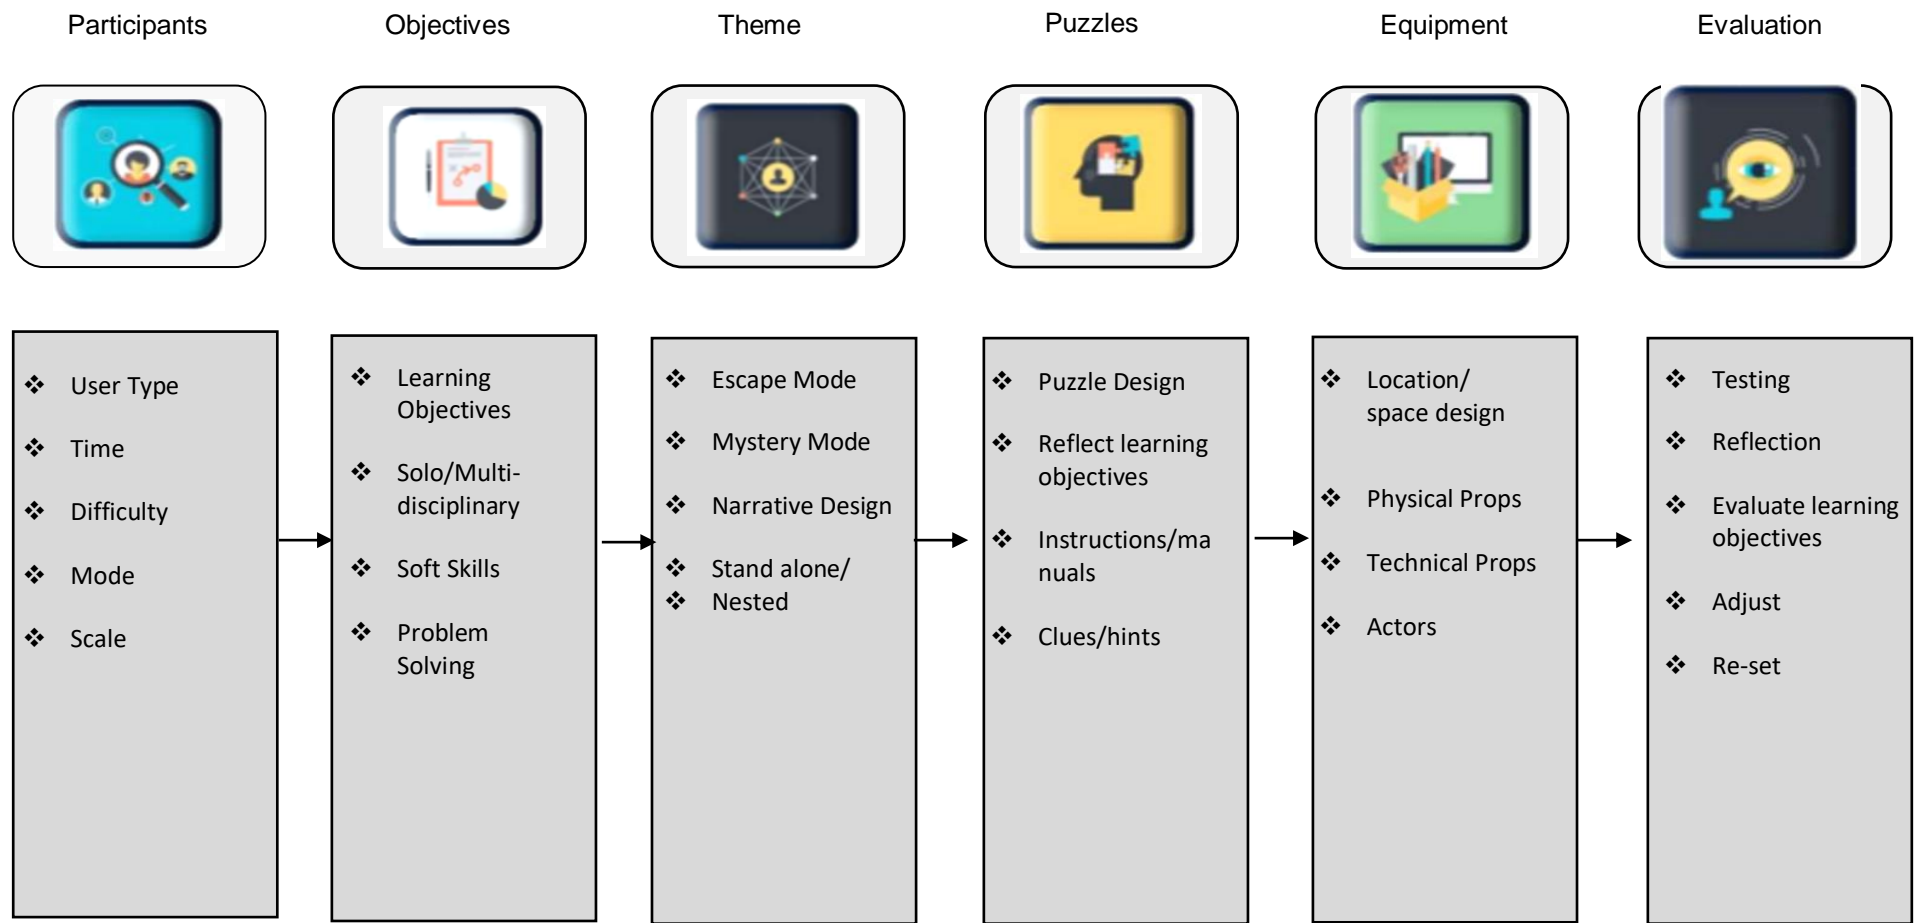 Participants
Objectives
Theme
Puzzles
Equipment
Evaluation
❖ User Type
❖ Time
❖ Difficulty
❖ Mode
❖ Scale
❖ Learning
Objectives
❖ Solo/Multi-
disciplinary
❖ Soft Skills
❖ Problem
Solving
❖ Escape Mode
❖ Mystery Mode
❖ Narrative Design
❖ Stand alone/
❖ Nested
❖ Puzzle Design
❖ Reflect learning
objectives
❖ Instructions/ma
nuals
❖ Clues/hints
❖ Location/
space design
❖ Physical Props
❖ Technical Props
❖ Actors
❖ Testing
❖ Reflection
❖ Evaluate learning
objectives
❖ Adjust
❖ Re-set